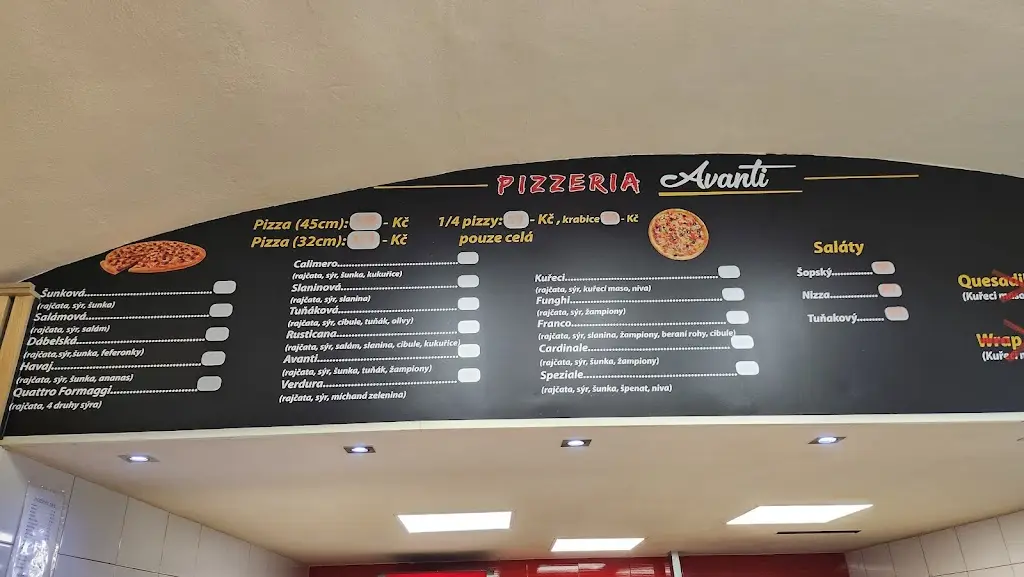 PIZZERIA Avanti
Pizza (45cm): - Kč
Pizza (32cm): - Kč
1/4 pizzy: - Kč , krabice - Kč
pouze celá
Šunková
(rajčata, sýr, šunka)
Salámová
(rajčata, sýr, salám)
Ďábelská
(rajčata, sýr, šunka, feferonky)
Havaj
(rajčata, sýr, šunka, ananas)
Quattro Formaggi
(rajčata, 4 druhy sýra)
Calimero
(rajčata, sýr, šunka, kukuřice)
Slaninová
(rajčata, sýr, slanina)
Tuňáková
(rajčata, sýr, cibule, tuňák, olivy)
Rusticana
(rajčata, sýr, salám, slanina, cibule, kukuřice)
Avanti
(rajčata, sýr, šunka, tuňák, žampiony)
Verdura
(rajčata, sýr, míchaná zelenina)
Kuřecí
(rajčata, sýr, kuřecí maso, niva)
Funghi
(rajčata, sýr, žampiony)
Franco
(rajčata, sýr, slanina, žampiony, beraní rohy, cibule)
Cardinale
(rajčata, sýr, šunka, žampiony)
Speziale
(rajčata, sýr, šunka, špenat, niva)
Saláty
Šopský
Nizza
Tuňakový
(Kuřecí
Wrap